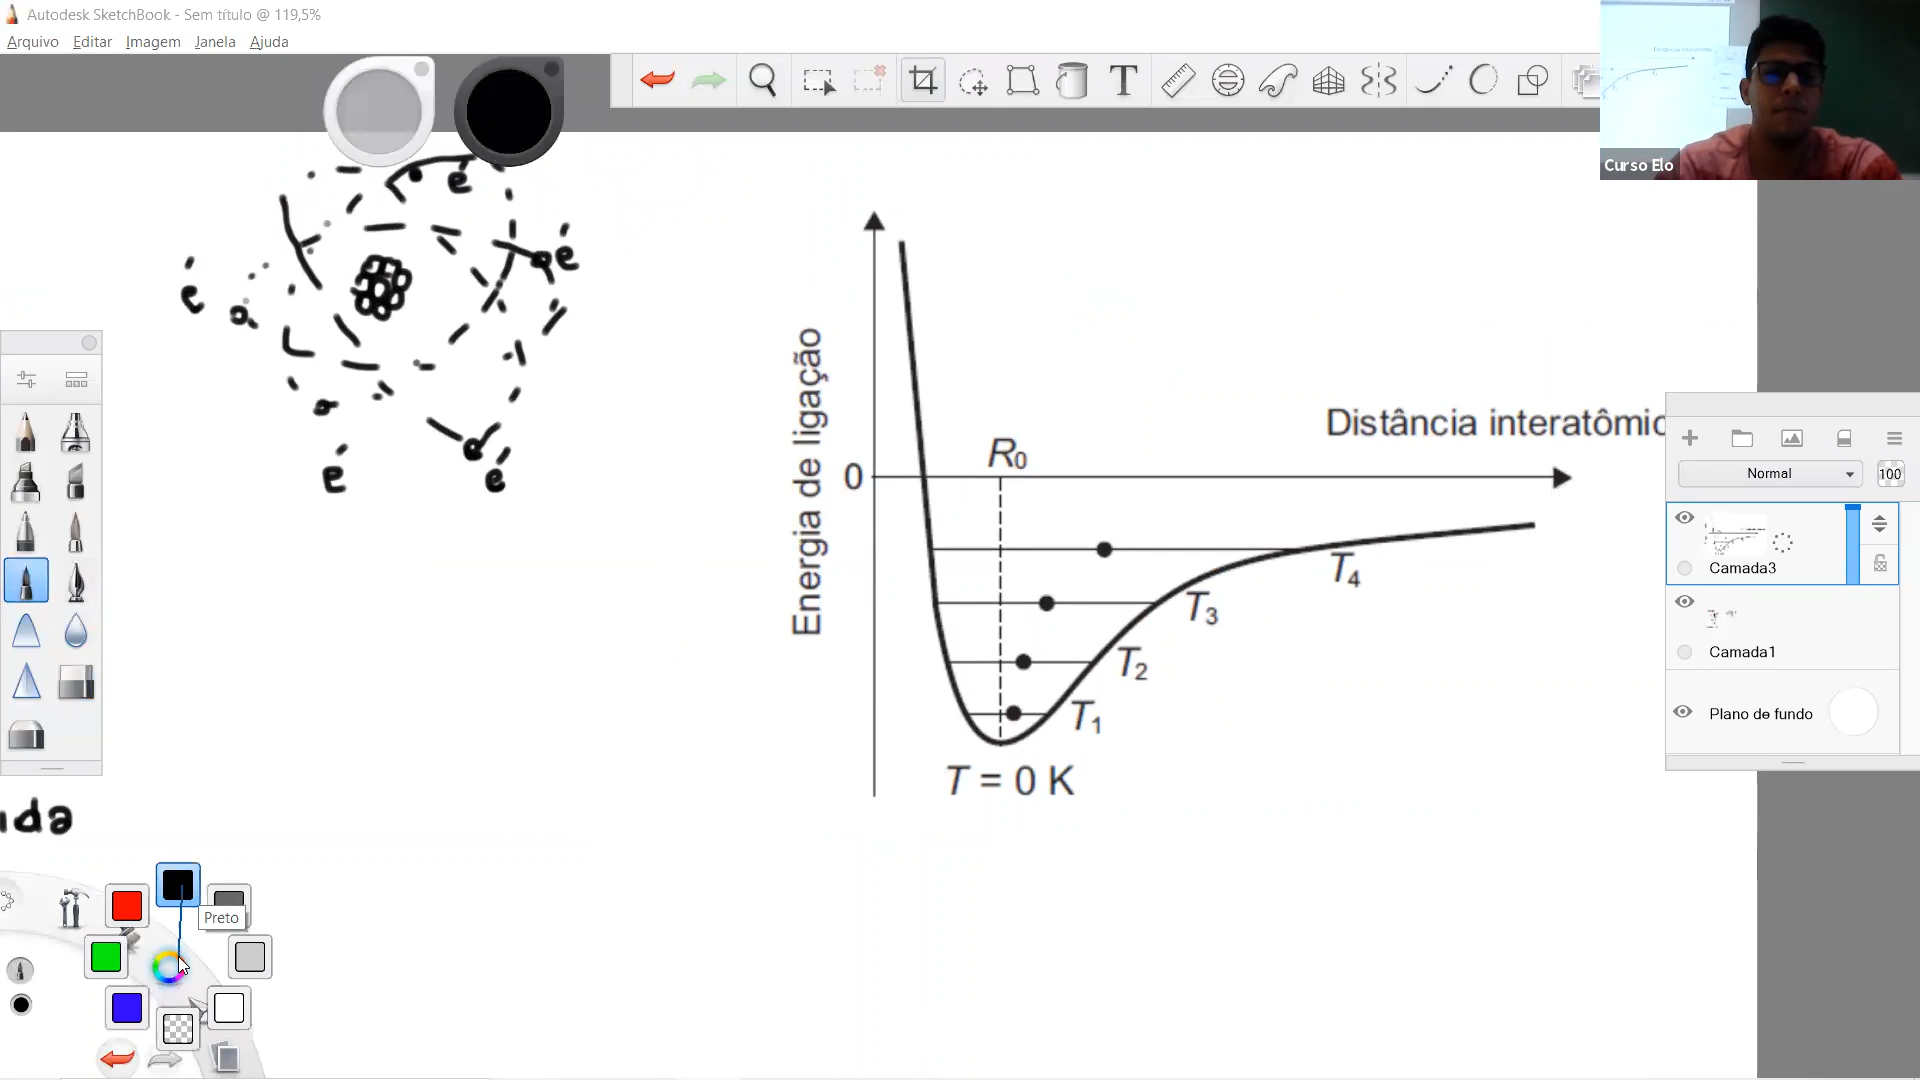 Autodesk SketchBook - Sem título @ 119,5%
Arquivo Editar Imagem Janela Ajuda
T
Curso Elo
é
é
é
é
é
Energia de ligação
0
R₀
Distância interatômic
T₄
T₃
T₂
T₁
T = 0 K
Normal
100
Camada3
Camada1
Plano de fundo
Preto